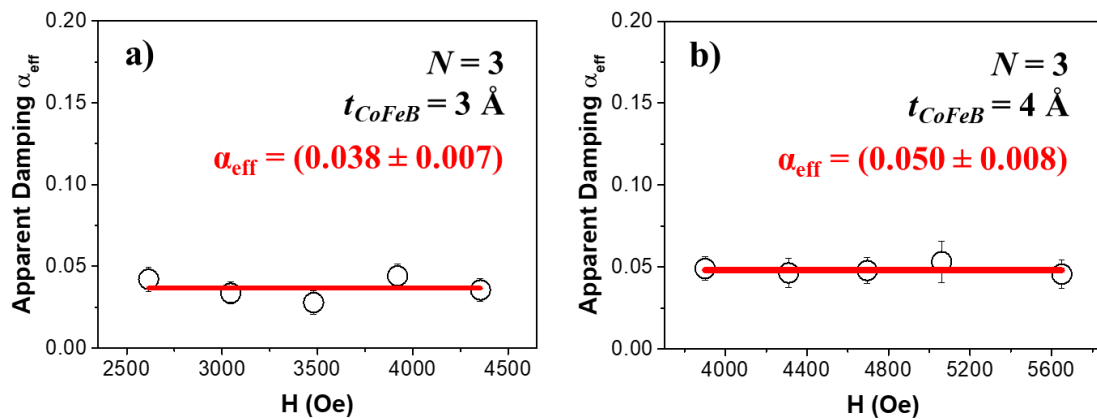 a)
N = 3
t_CoFeB = 3 Å
α_eff = (0.038 ± 0.007)
Apparent Damping α_eff
0.20
0.15
0.10
0.05
0.00
2500 3000 3500 4000 4500
H (Oe)
b)
N = 3
t_CoFeB = 4 Å
α_eff = (0.050 ± 0.008)
Apparent Damping α_eff
0.20
0.15
0.10
0.05
0.00
4000 4400 4800 5200 5600
H (Oe)